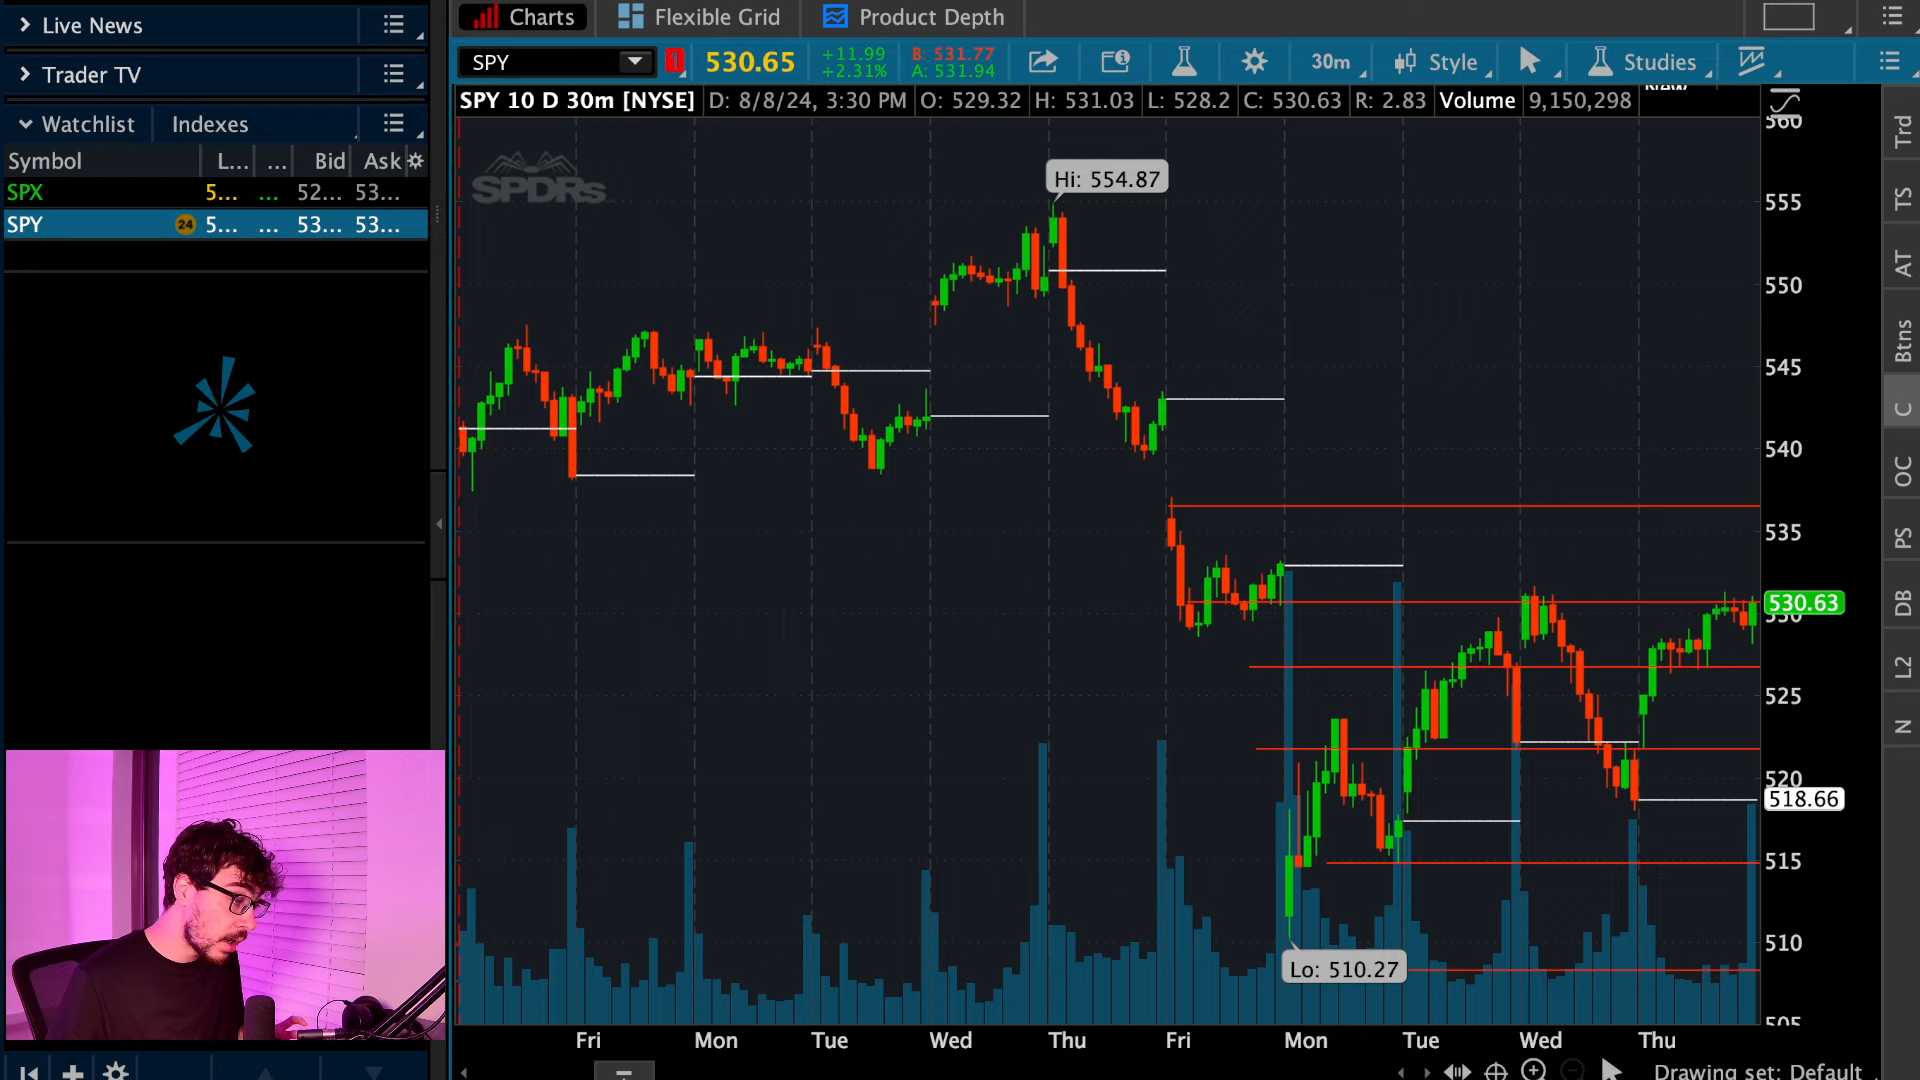 Live News
Trader TV
Watchlist
Indexes
Symbol L... ... Bid Ask
SPX 5... ... 52... 53...
SPY 24 5... ... 53... 53...
Charts
Flexible Grid
Product Depth
SPY 1 530.65 +11.99 +2.31% B: 531.77 A: 531.94 30m Style Studies
SPY 10 D 30m [NYSE] D: 8/8/24, 3:30 PM O: 529.32 H: 531.03 L: 528.2 C: 530.63 R: 2.83 Volume 9,150,298
SPDRs
Hi: 554.87
Lo: 510.27
560
555
550
545
540
535
530.63
530
525
520
518.66
515
510
505
Fri Mon Tue Wed Thu Fri Mon Tue Wed Thu
Drawing set: Default
Trd
TS
AT
Btns
C
OC
PS
DB
L2
N